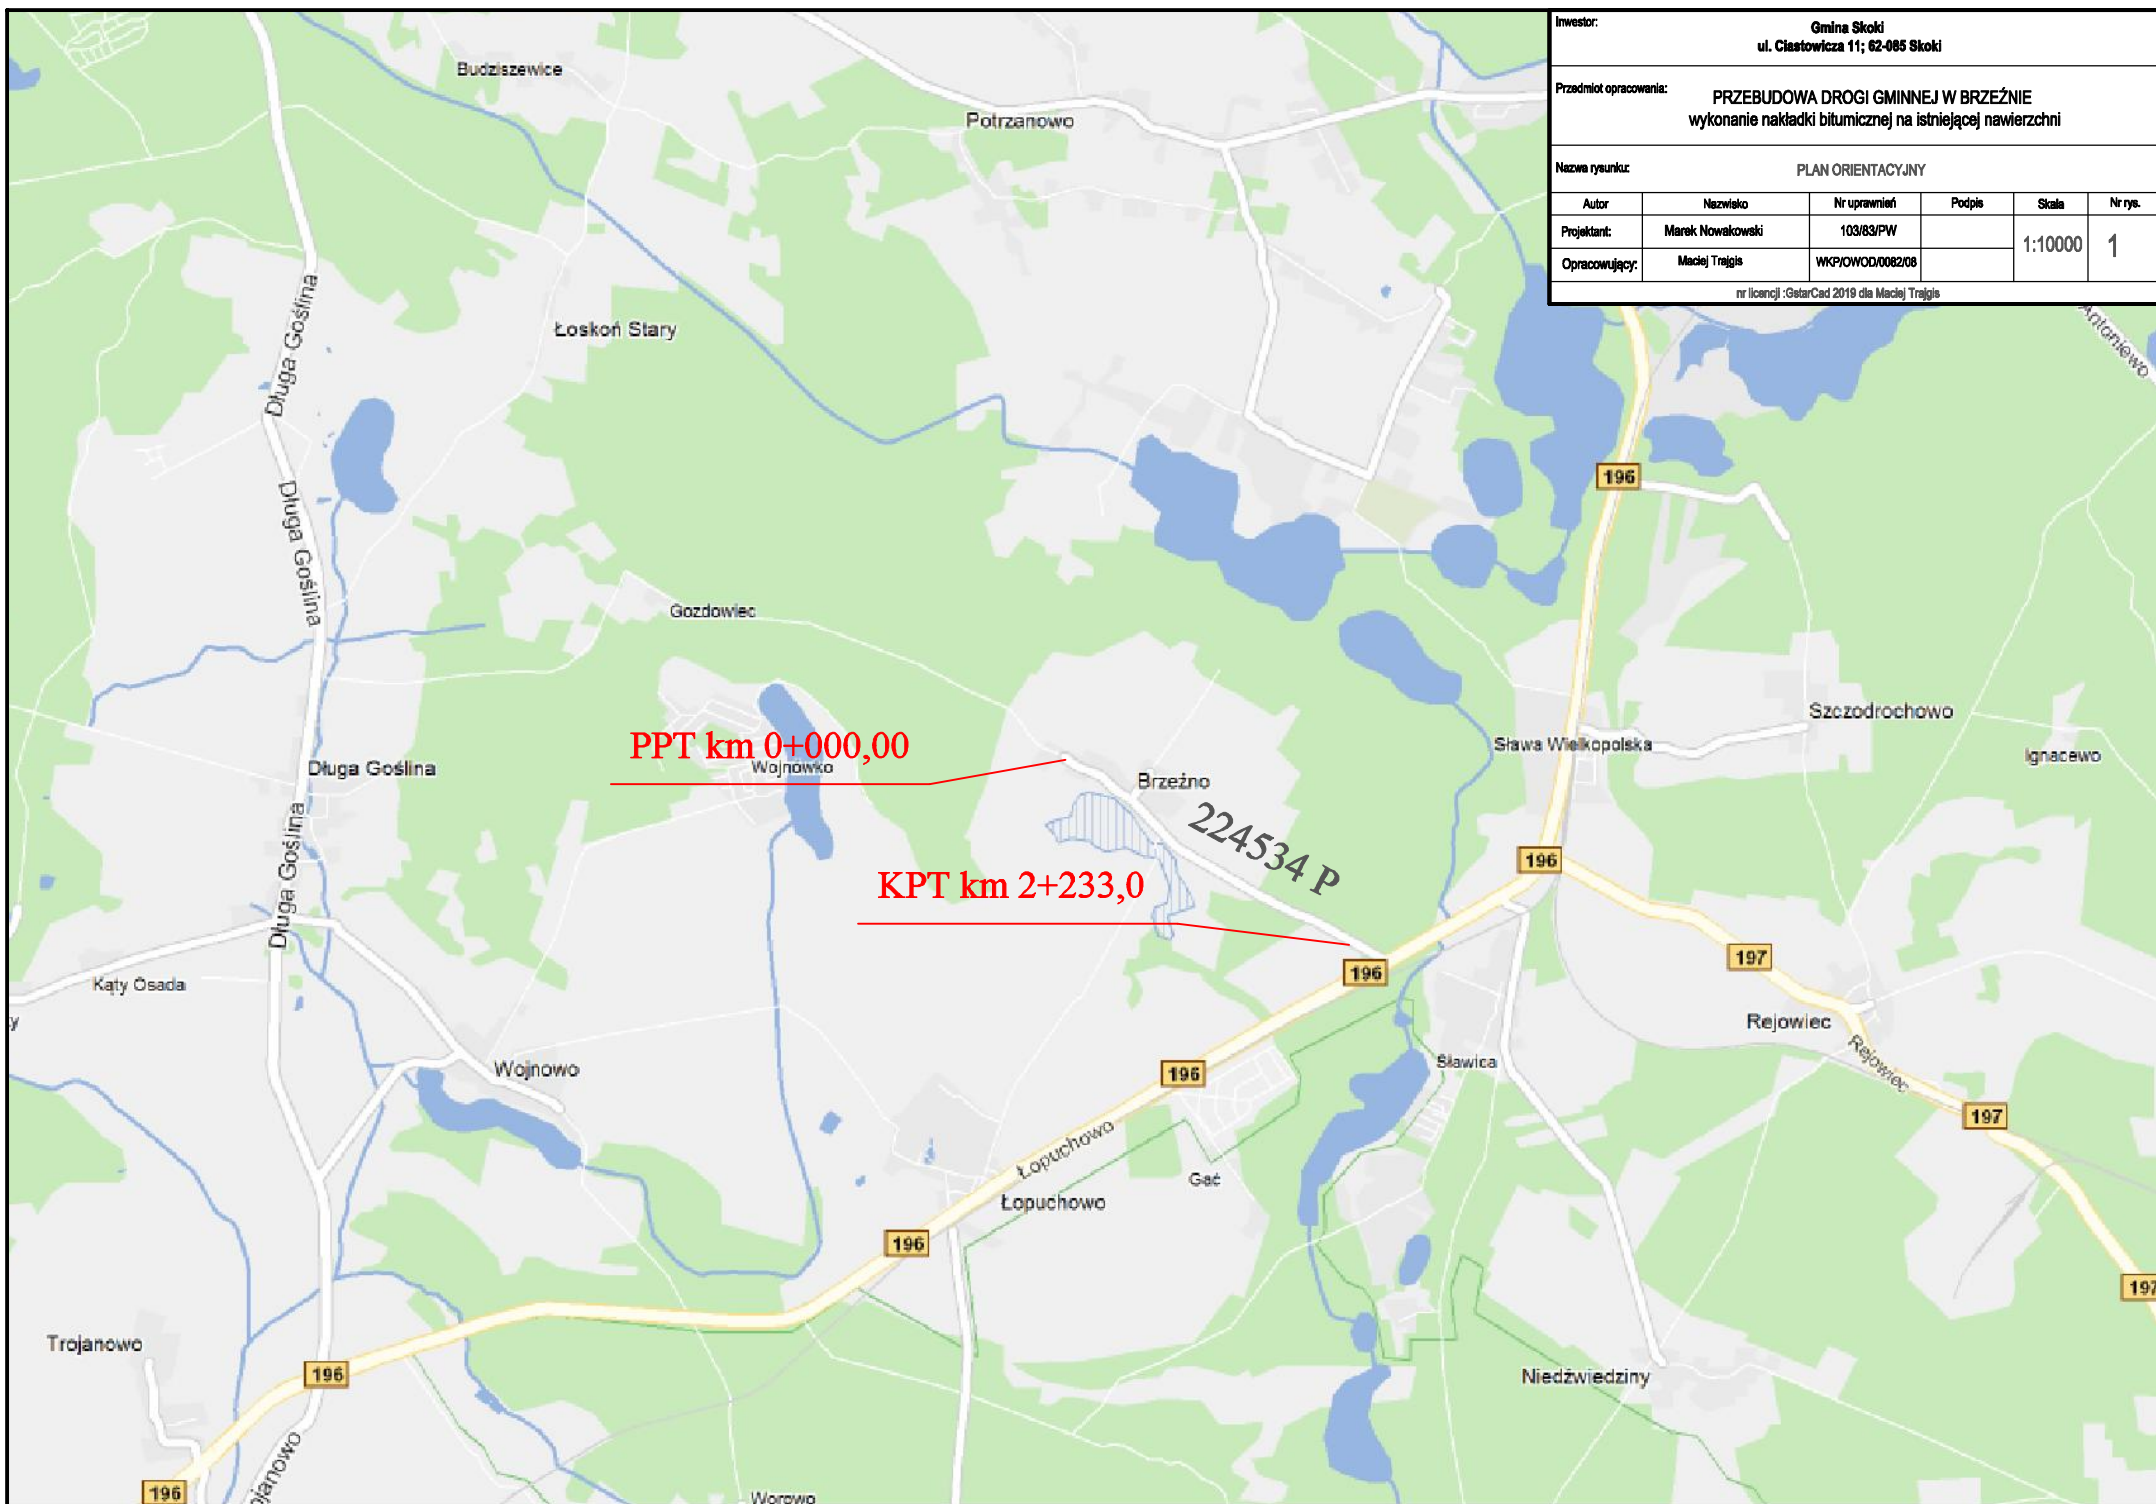 Inwestor:
Gmina Skoki
ul. Ciastowicza 11; 62-085 Skoki
Przedmiot opracowania:
PRZEBUDOWA DROGI GMINNEJ W BRZEŹNIE
wykonanie nakładki bitumicznej na istniejącej nawierzchni
Nazwa rysunku:
PLAN ORIENTACYJNY
Autor Nazwisko Nr uprawnień Podpis Skala Nr rys.
Projektant: Marek Nowakowski 103/83/PW 1:10000 1
Opracowujący: Maciej Trajgis WKP/OWOD/0082/08
nr licencji :GstarCad 2019 dla Maciej Trajgis
Budziszewice
Potrzanowo
Antoniewo
Długa Goślina
Łoskoń Stary
196
Długa Goślina
Gozdowiec
Szczodrochowo
PPT km 0+000,00
Sława Wielkopolska
Ignacewo
Długa Goślina
Wojnowko
Brzeźno
224534 P
196
Długa Goślina
KPT km 2+233,0
197
196
Kąty Osada
y
Rejowiec
Rejowiec
Wojnowo
196
Sławica
197
Łopuchowo
Gać
Łopuchowo
196
197
Trojanowo
196
Niedźwiedziny
ojanowo
196
Worowo